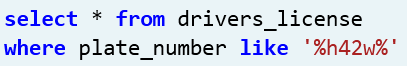 select * from drivers_license
where plate_number like '%h42w%'